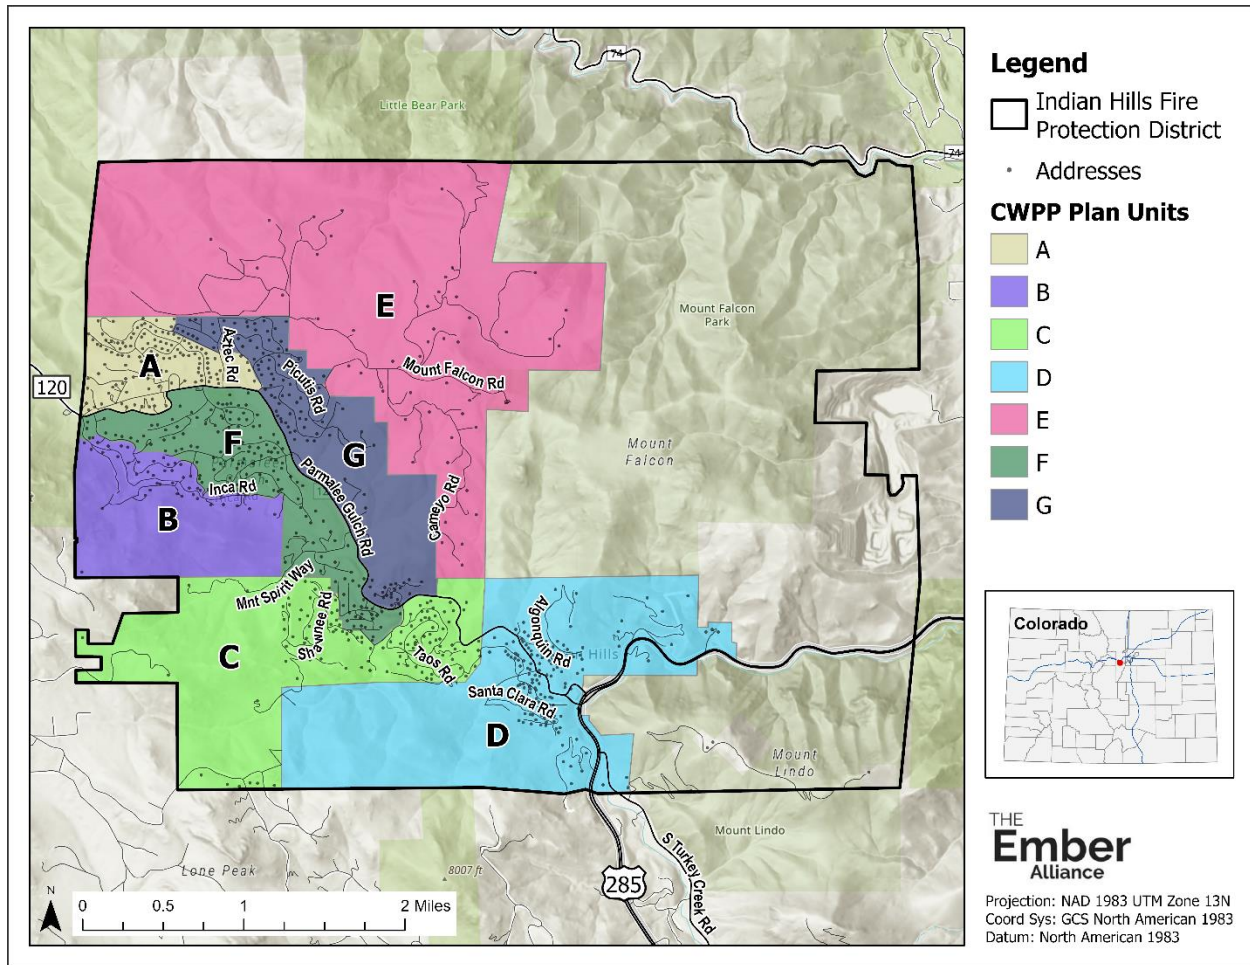 74
Little Bear Park
74
Mount Falcon
Park
E
Mount Falcon Rd
A
Aztec Rd
Picutis Rd
120
F
G
Mount
Falcon
Parmalee Gulch Rd
Inca Rd
Cameyo Rd
B
Mnt Spirit Way
Shawnee Rd
Algonquin Rd
Hills
C
Taos Rd
Santa Clara Rd
D
Mount
Lindo
Mount Lindo
S Turkey Creek Rd
Lone Peak
8007 ft
285
N
0 0.5 1 2 Miles
Legend
Indian Hills Fire
Protection District
Addresses
CWPP Plan Units
A
B
C
D
E
F
G
Colorado
THE
Ember
Alliance
Projection: NAD 1983 UTM Zone 13N
Coord Sys: GCS North American 1983
Datum: North American 1983